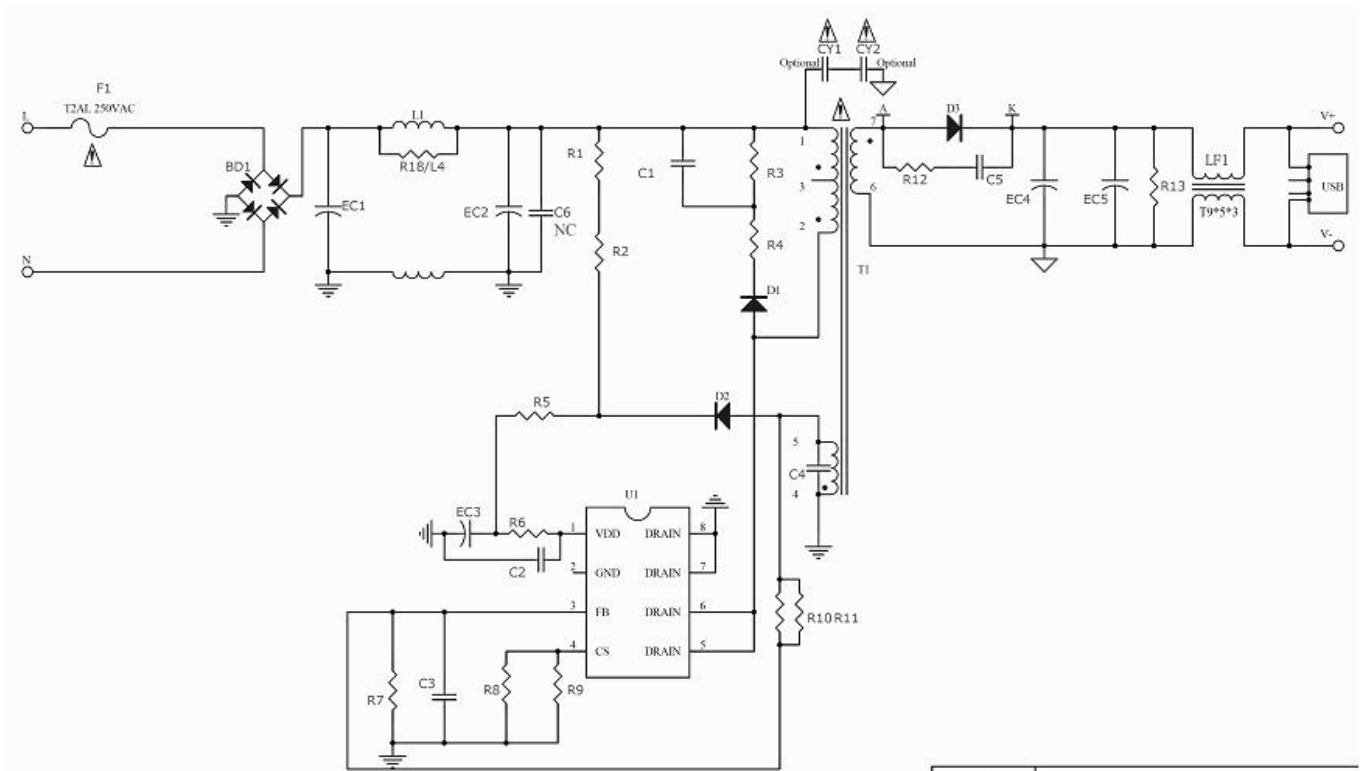 CY1 CY2
Optional Optional
F1
T2AL 250VAC
L
L1
R18/L4
BD1
EC1
EC2
C6
NC
N
R1
R2
C1
R3
R4
D1
1
3
2
7
6
T1
A
D3
K
R12
C5
EC4
EC5
R13
LF1
T9*5*3
V+
USB
V-
R5
D2
5
C4
4
U1
EC3
R6
C2
1 VDD DRAIN 8
2 GND DRAIN 7
3 FB DRAIN 6
4 CS DRAIN 5
R10R11
R7
C3
R8
R9